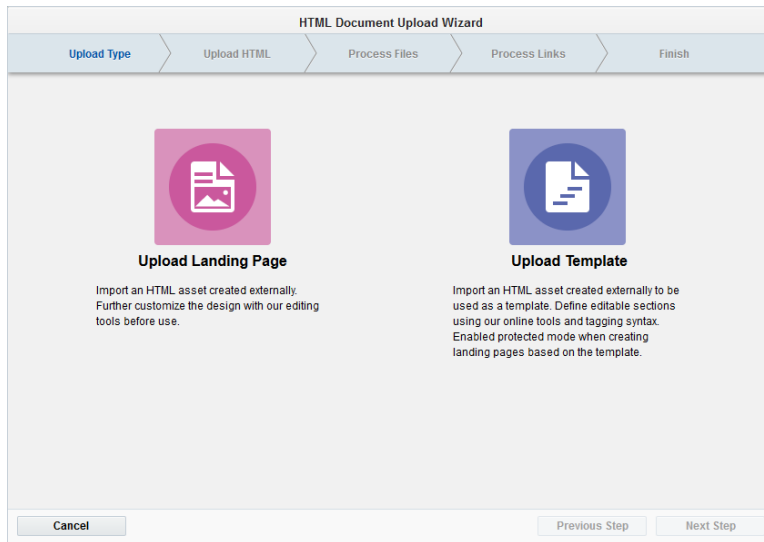 HTML Document Upload Wizard
Upload Type
Upload HTML
Process Files
Process Links
Finish
Upload Landing Page
Import an HTML asset created externally.
Further customize the design with our editing
tools before use.
Upload Template
Import an HTML asset created externally to be
used as a template. Define editable sections
using our online tools and tagging syntax.
Enabled protected mode when creating
landing pages based on the template.
Cancel
Previous Step
Next Step